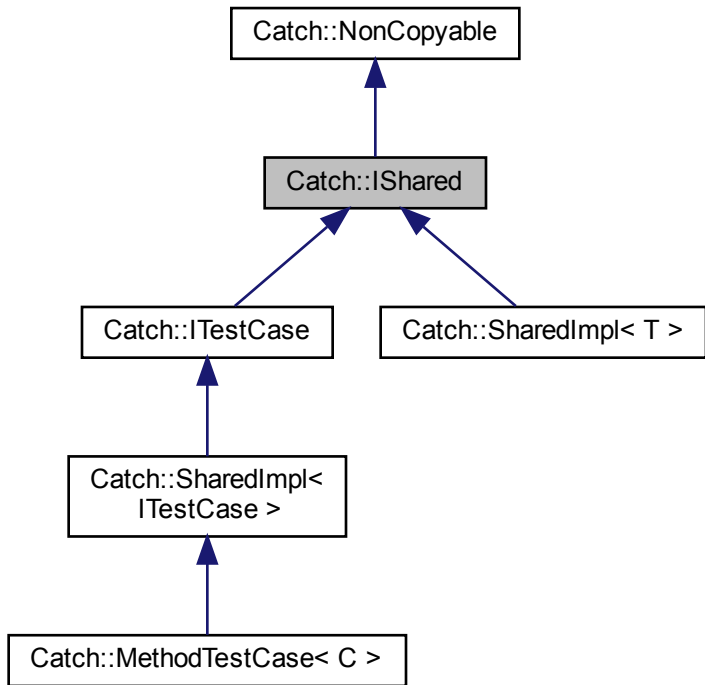 Catch::NonCopyable
Catch::IShared
Catch::ITestCase
Catch::SharedImpl< T >
Catch::SharedImpl<
ITestCase >
Catch::MethodTestCase< C >